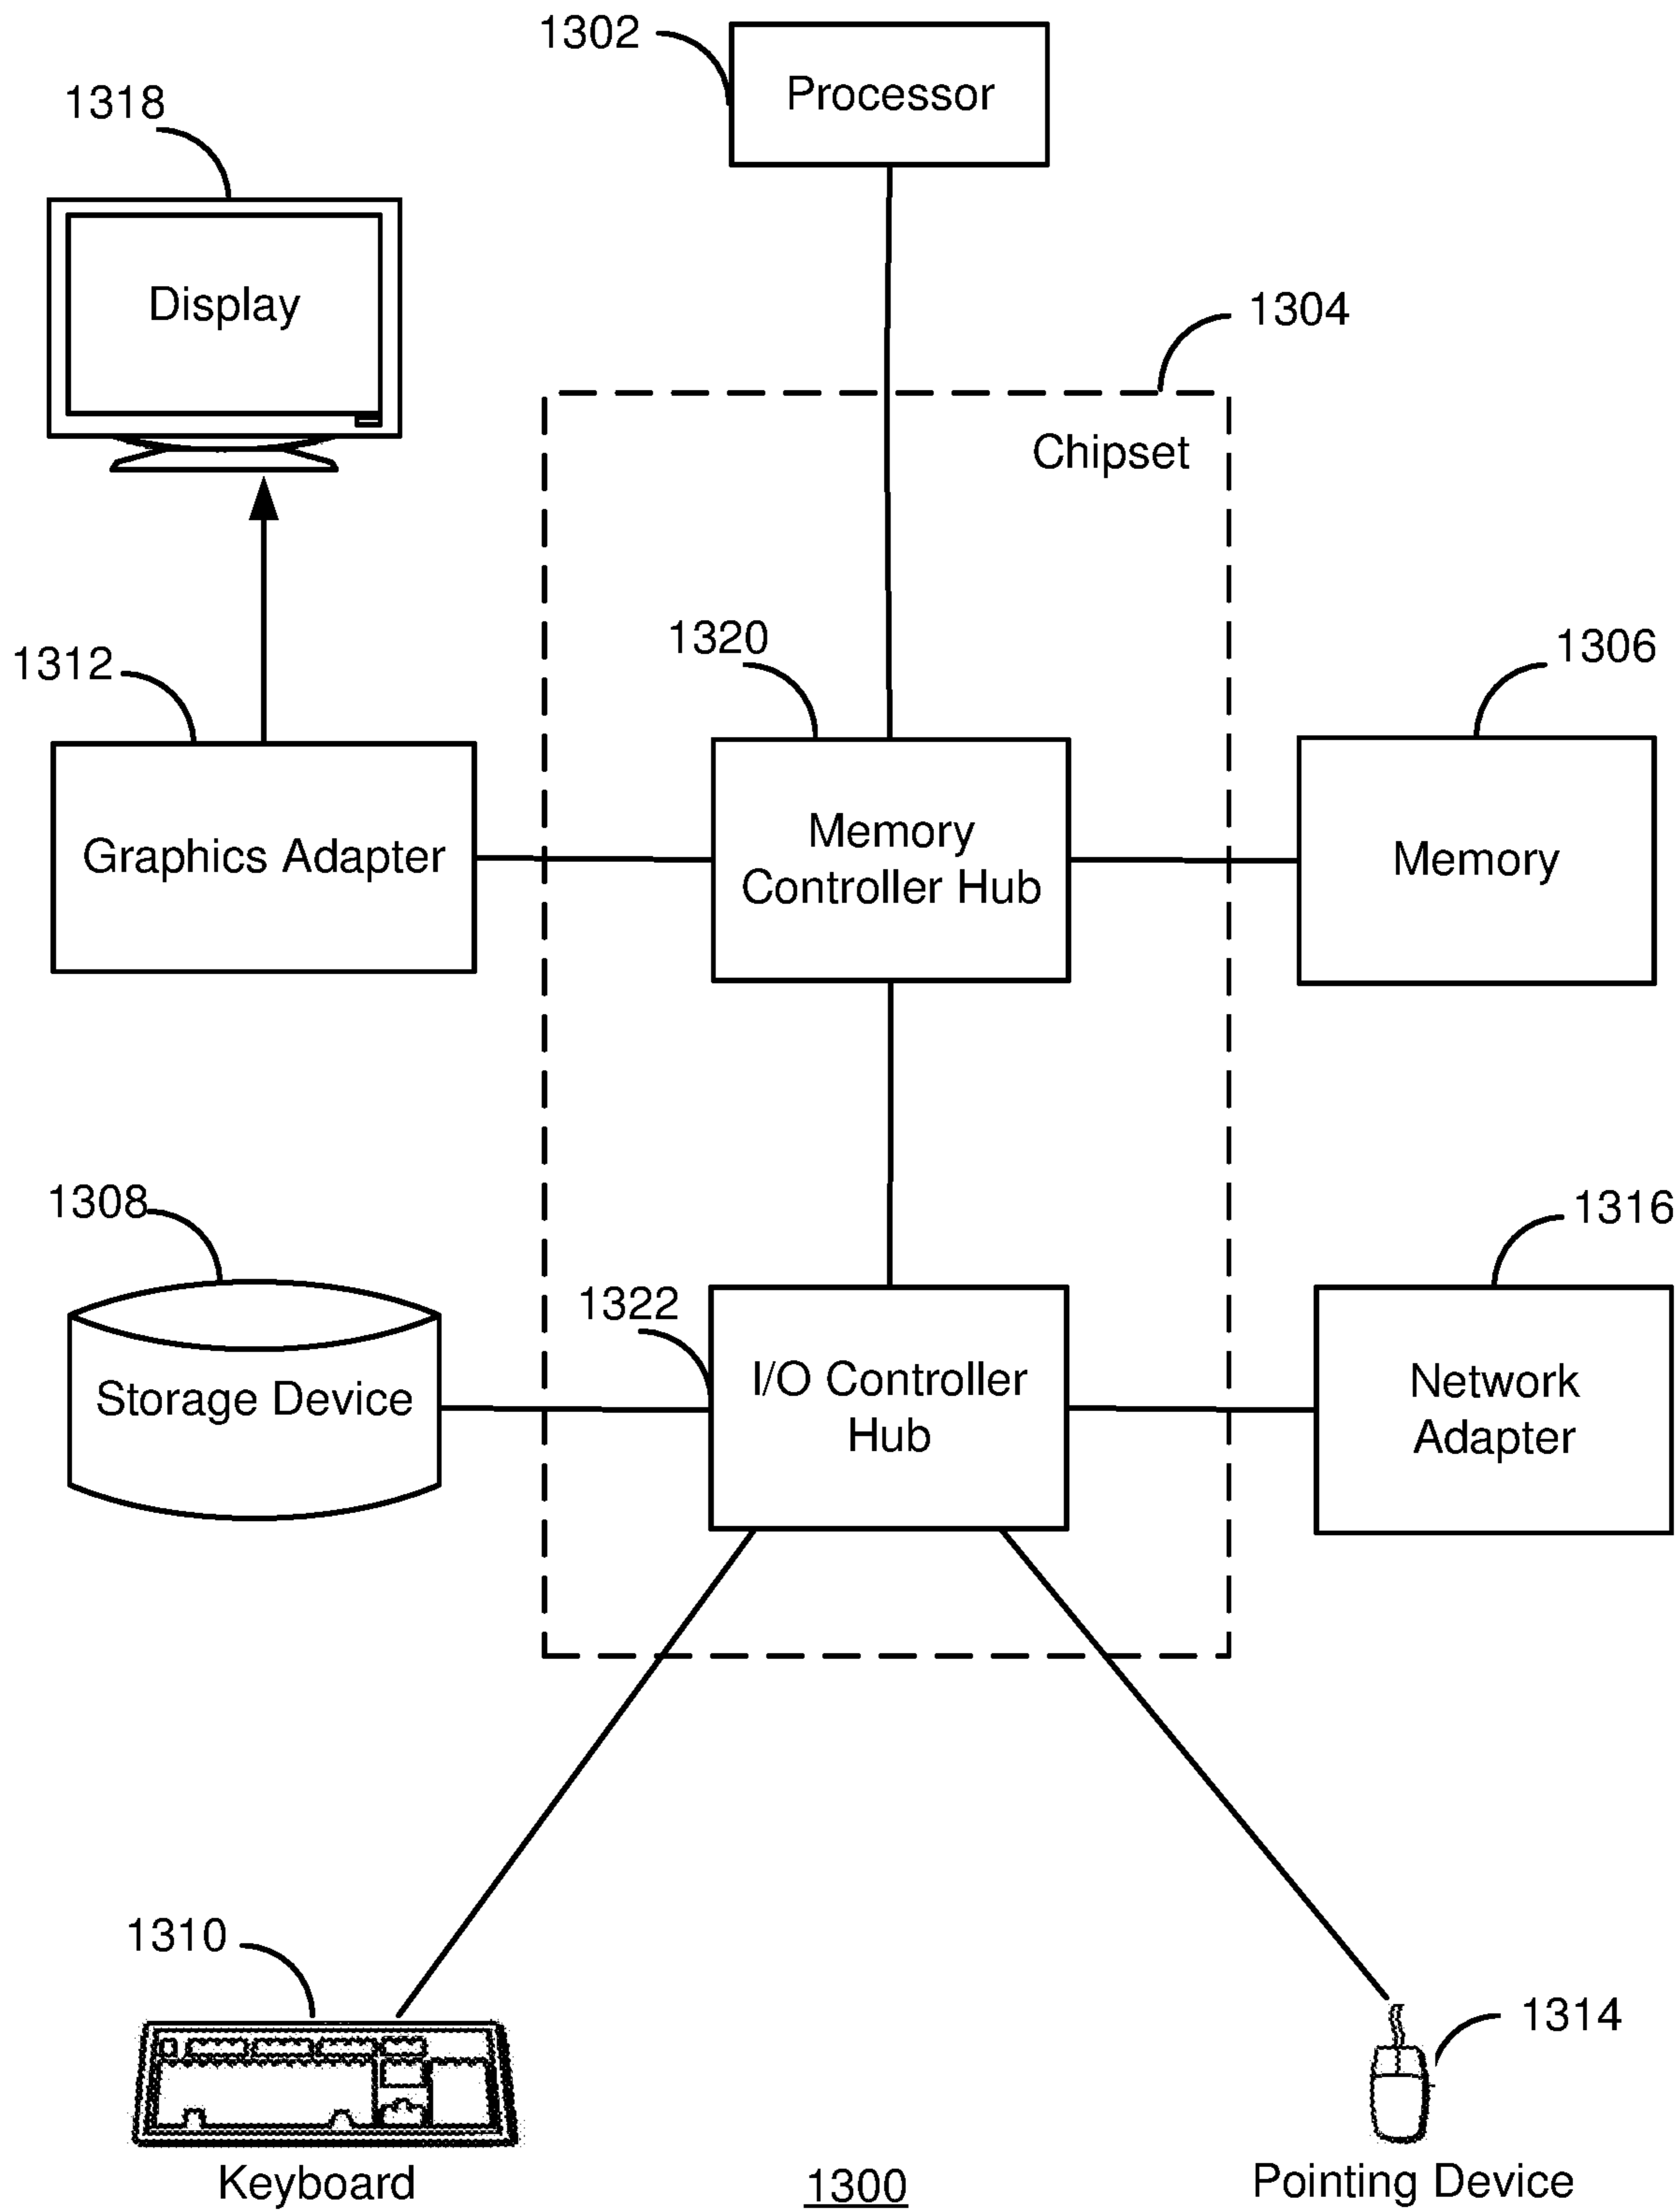 1302
Processor
1318
Display
1304
Chipset
1312
1320
1306
Graphics Adapter
Memory
Controller Hub
Memory
1308
1322
1316
Storage Device
I/O Controller
Hub
Network
Adapter
1310
1314
Keyboard
1300
Pointing Device